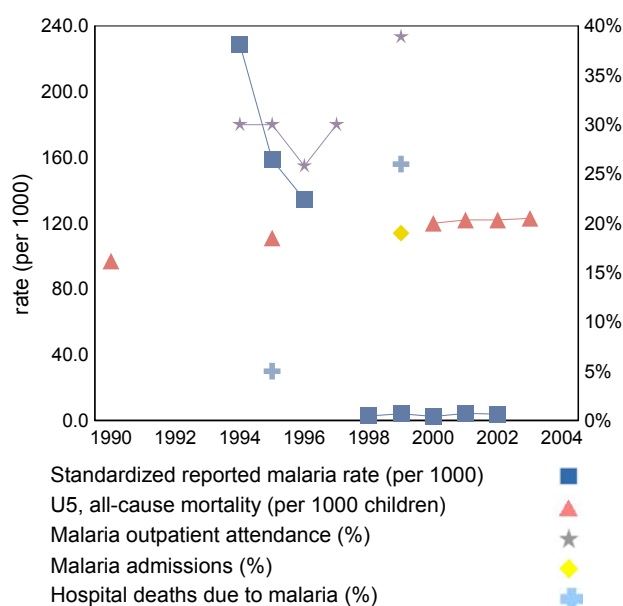 240.0
200.0
160.0
120.0
80.0
40.0
0.0
rate (per 1000)
40%
35%
30%
25%
20%
15%
10%
5%
0%
1990 1992 1994 1996 1998 2000 2002 2004
Standardized reported malaria rate (per 1000)
U5, all-cause mortality (per 1000 children)
Malaria outpatient attendance (%)
Malaria admissions (%)
Hospital deaths due to malaria (%)